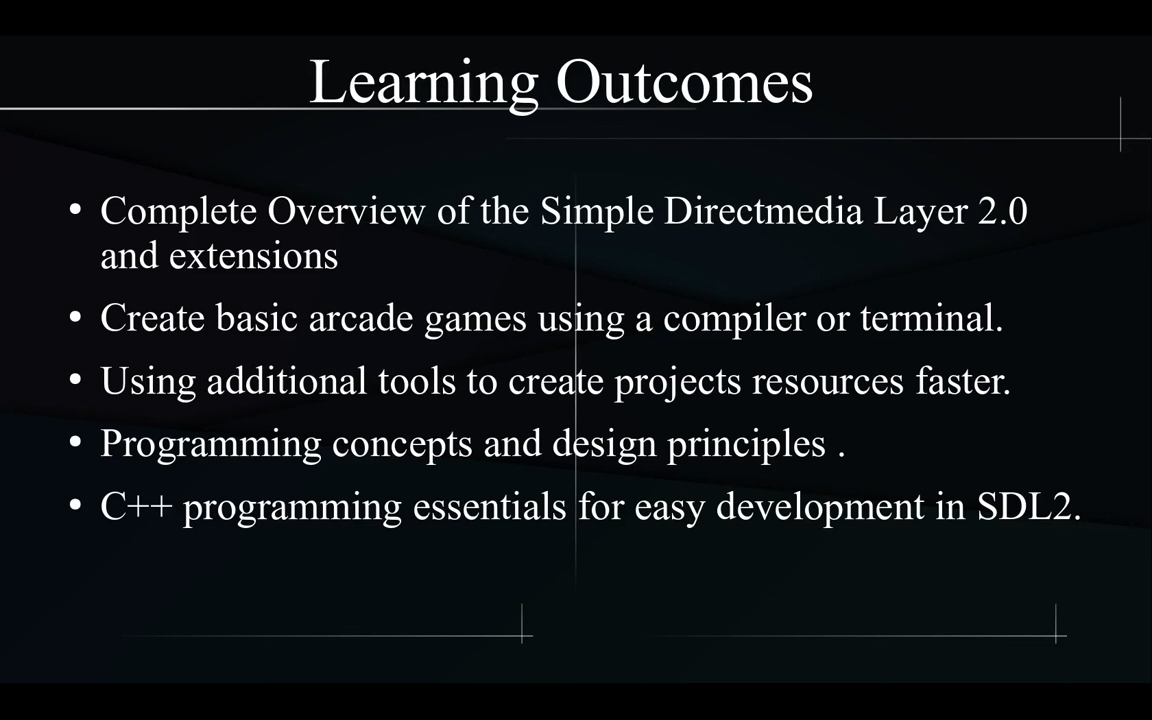 Learning Outcomes
• Complete Overview of the Simple Directmedia Layer 2.0
and extensions
• Create basic arcade games using a compiler or terminal.
• Using additional tools to create projects resources faster.
• Programming concepts and design principles .
• C++ programming essentials for easy development in SDL2.